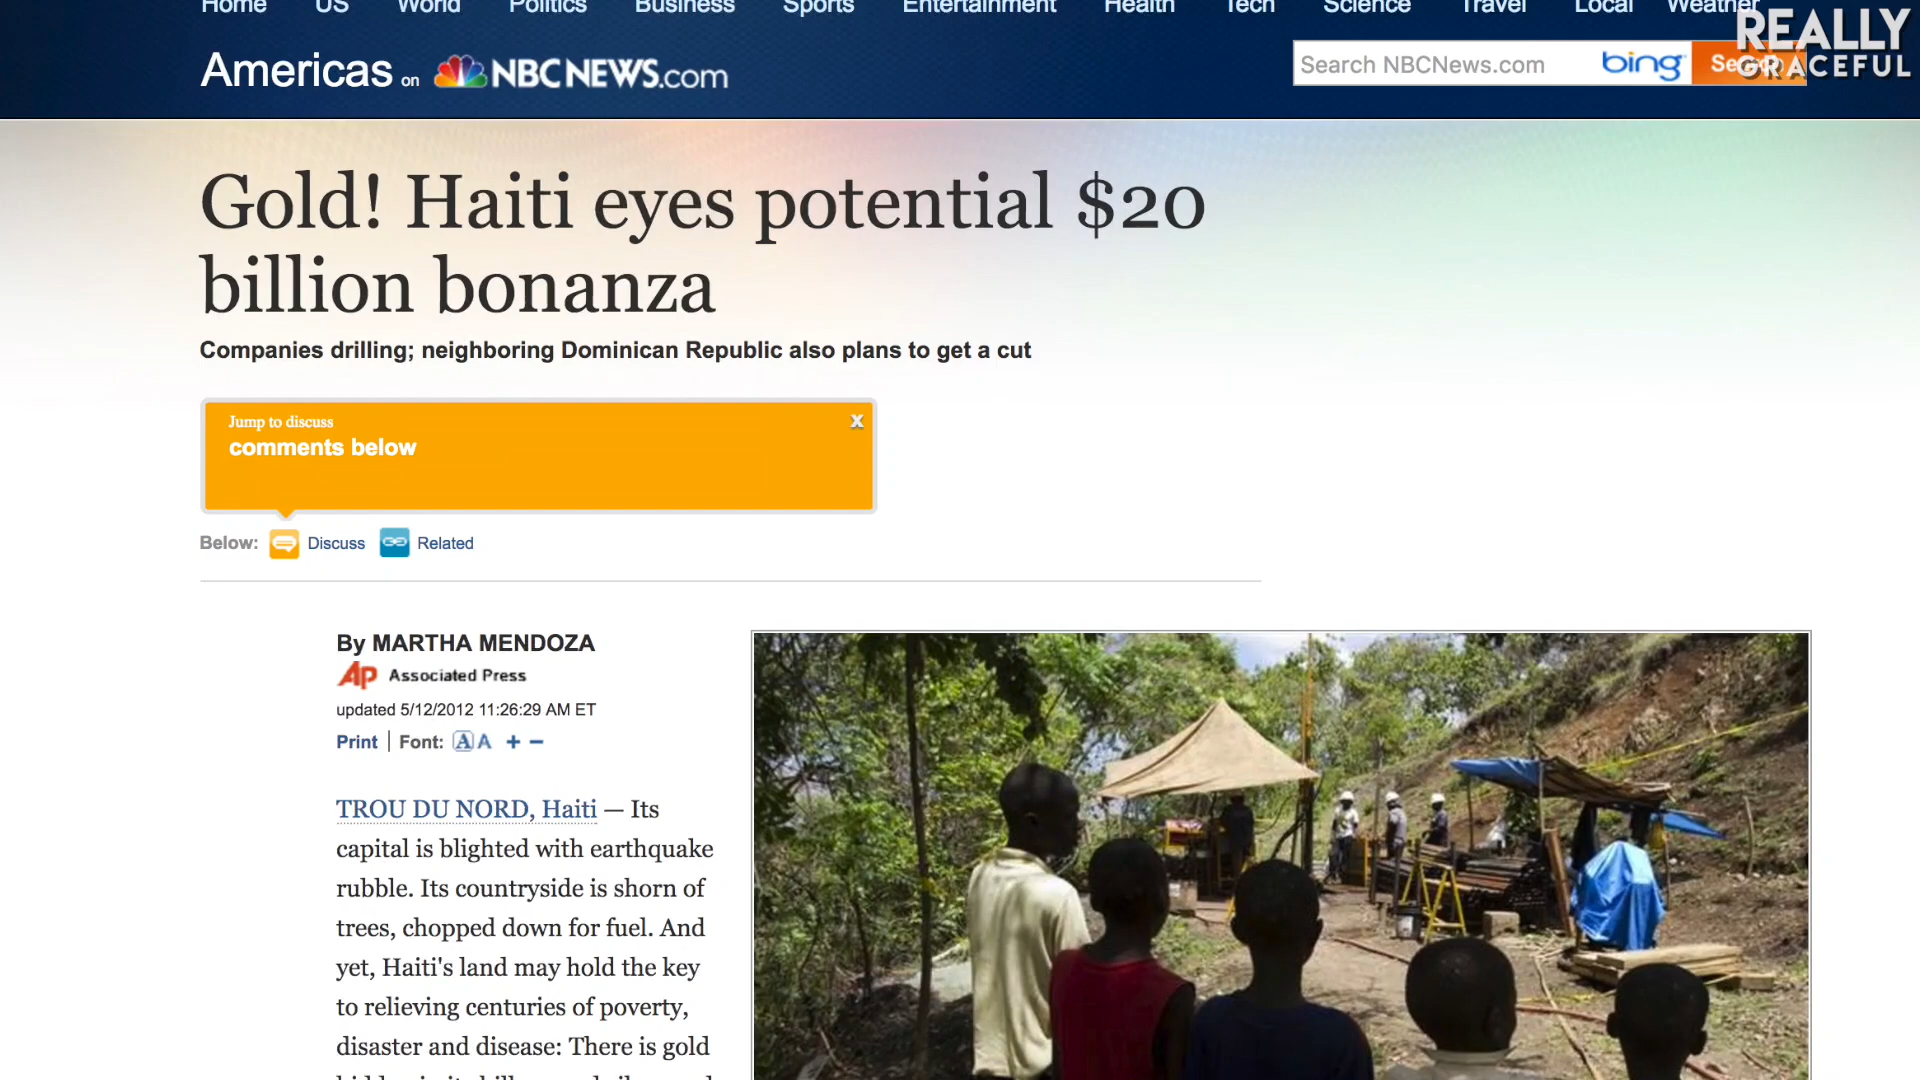 Home US World Politics Business Sports Entertainment Health Tech Science Travel Local Weather
REALLY
GRACEFUL
Americas on NBCNEWS.com
Search NBCNews.com bing
Gold! Haiti eyes potential $20
billion bonanza
Companies drilling; neighboring Dominican Republic also plans to get a cut
Jump to discuss x
comments below
Below: Discuss Related
By MARTHA MENDOZA
AP Associated Press
updated 5/12/2012 11:26:29 AM ET
Print | Font: A A + −
TROU DU NORD, Haiti — Its
capital is blighted with earthquake
rubble. Its countryside is shorn of
trees, chopped down for fuel. And
yet, Haiti's land may hold the key
to relieving centuries of poverty,
disaster and disease: There is gold